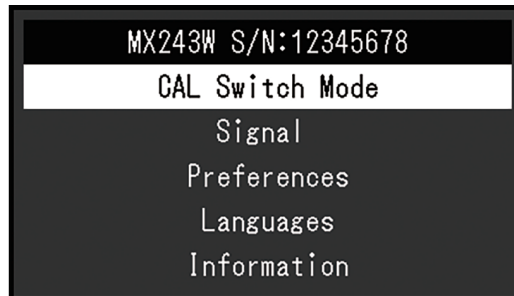 MX243W S/N:12345678
CAL Switch Mode
Signal
Preferences
Languages
Information